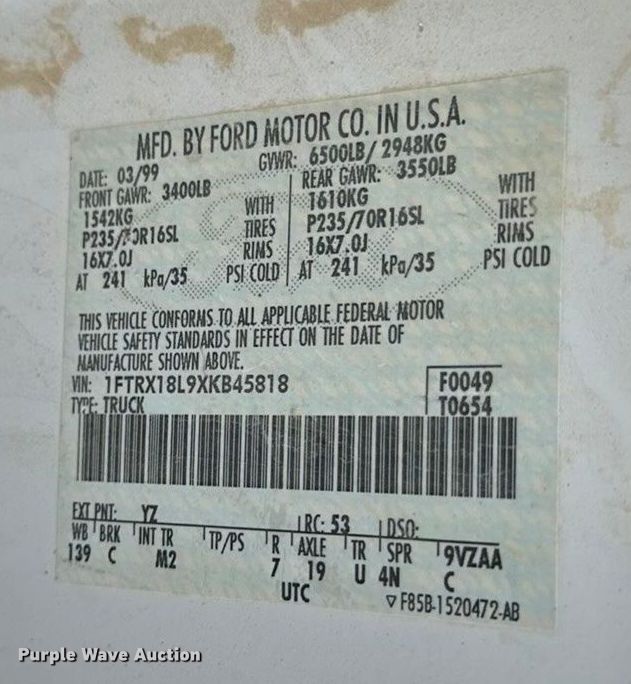 MFD. BY FORD MOTOR CO. IN U.S.A.
DATE: 03/99 GVWR: 6500LB/ 2948KG
FRONT GAWR: 3400LB REAR GAWR: 3550LB
1542KG WITH 1610KG WITH
P235/70R16SL TIRES P235/70R16SL TIRES
16X7.0J RIMS 16X7.0J RIMS
AT 241 kPa/35 PSI COLD AT 241 kPa/35 PSI COLD
THIS VEHICLE CONFORMS TO ALL APPLICABLE FEDERAL MOTOR
VEHICLE SAFETY STANDARDS IN EFFECT ON THE DATE OF
MANUFACTURE SHOWN ABOVE.
VIN: 1FTRX18L9XKB45818 F0049
TYPE: TRUCK T0654
EXT PNT: YZ RC: 53 DSO:
WB BRK INT TR TP/PS R AXLE TR SPR 9VZAA
139 C M2 7 19 U 4N C
UTC
▽F85B-1520472-AB
Purple Wave Auction